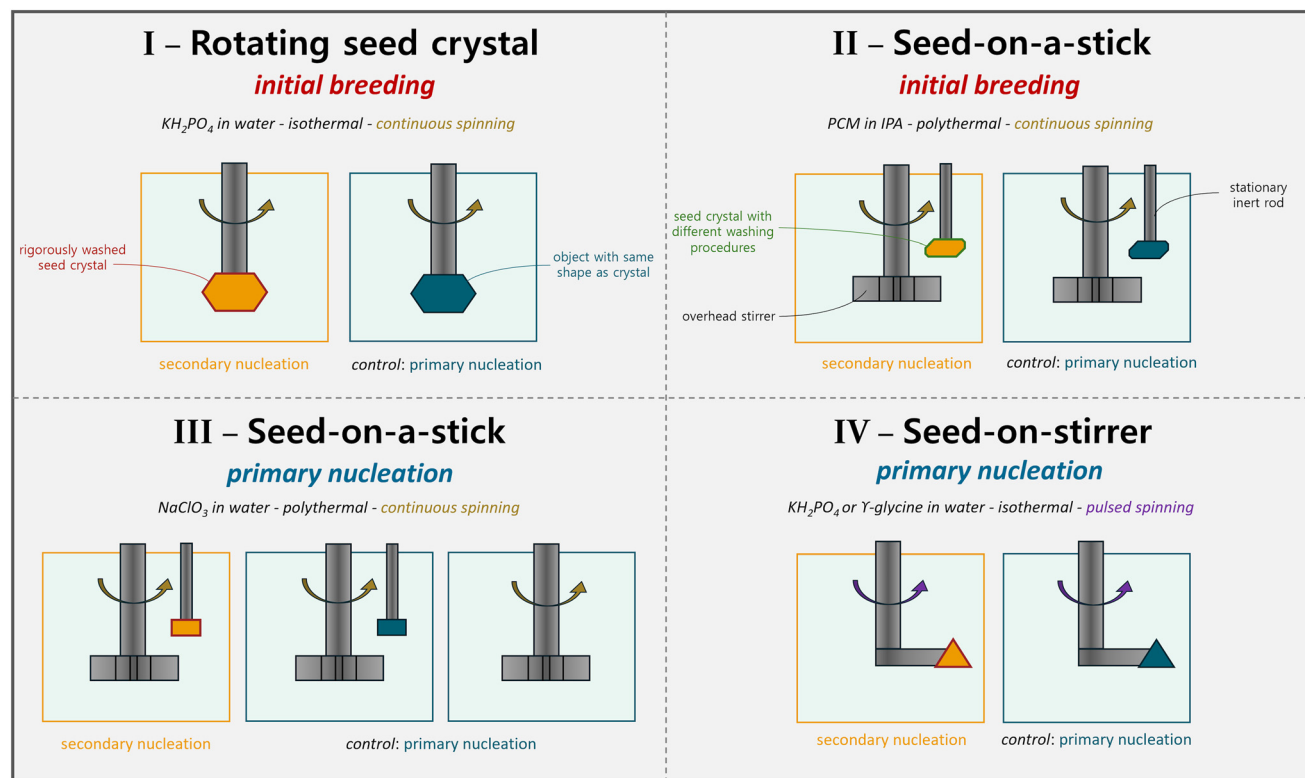 I – Rotating seed crystal
initial breeding
KH₂PO₄ in water - isothermal - continuous spinning
rigorously washed
seed crystal
object with same
shape as crystal
secondary nucleation
control: primary nucleation
II – Seed-on-a-stick
initial breeding
PCM in IPA - polythermal - continuous spinning
seed crystal with
different washing
procedures
stationary
inert rod
overhead stirrer
secondary nucleation
control: primary nucleation
III – Seed-on-a-stick
primary nucleation
NaClO₃ in water - polythermal - continuous spinning
secondary nucleation
control: primary nucleation
IV – Seed-on-stirrer
primary nucleation
KH₂PO₄ or ϒ-glycine in water - isothermal - pulsed spinning
secondary nucleation
control: primary nucleation